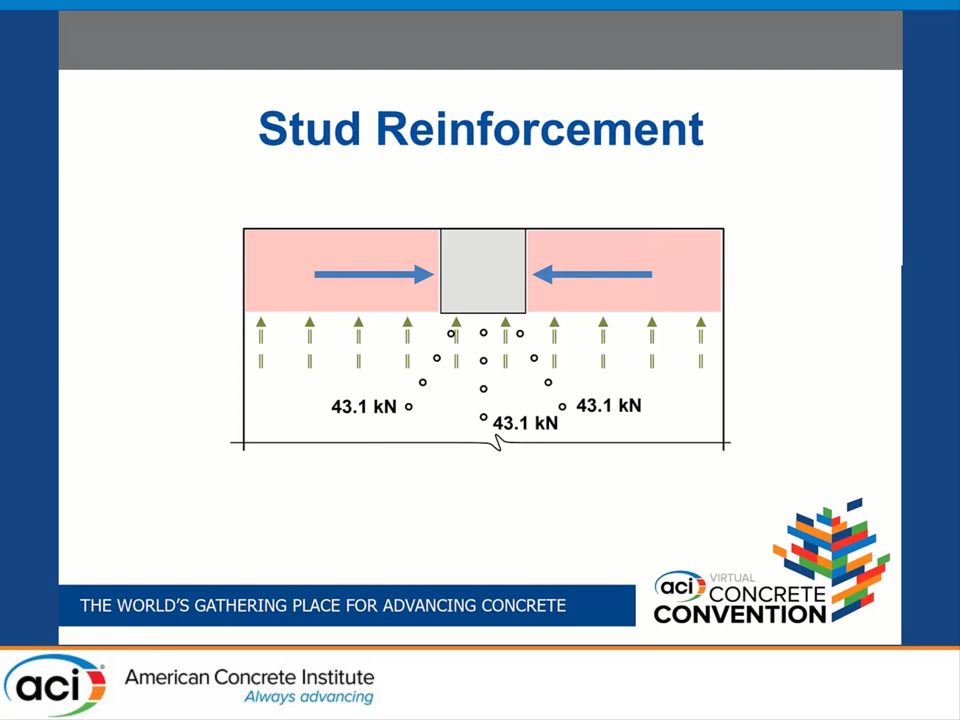 Stud Reinforcement
43.1 kN
43.1 kN
43.1 kN
THE WORLD'S GATHERING PLACE FOR ADVANCING CONCRETE
aci
VIRTUAL
CONCRETE
CONVENTION
aci
American Concrete Institute
Always advancing